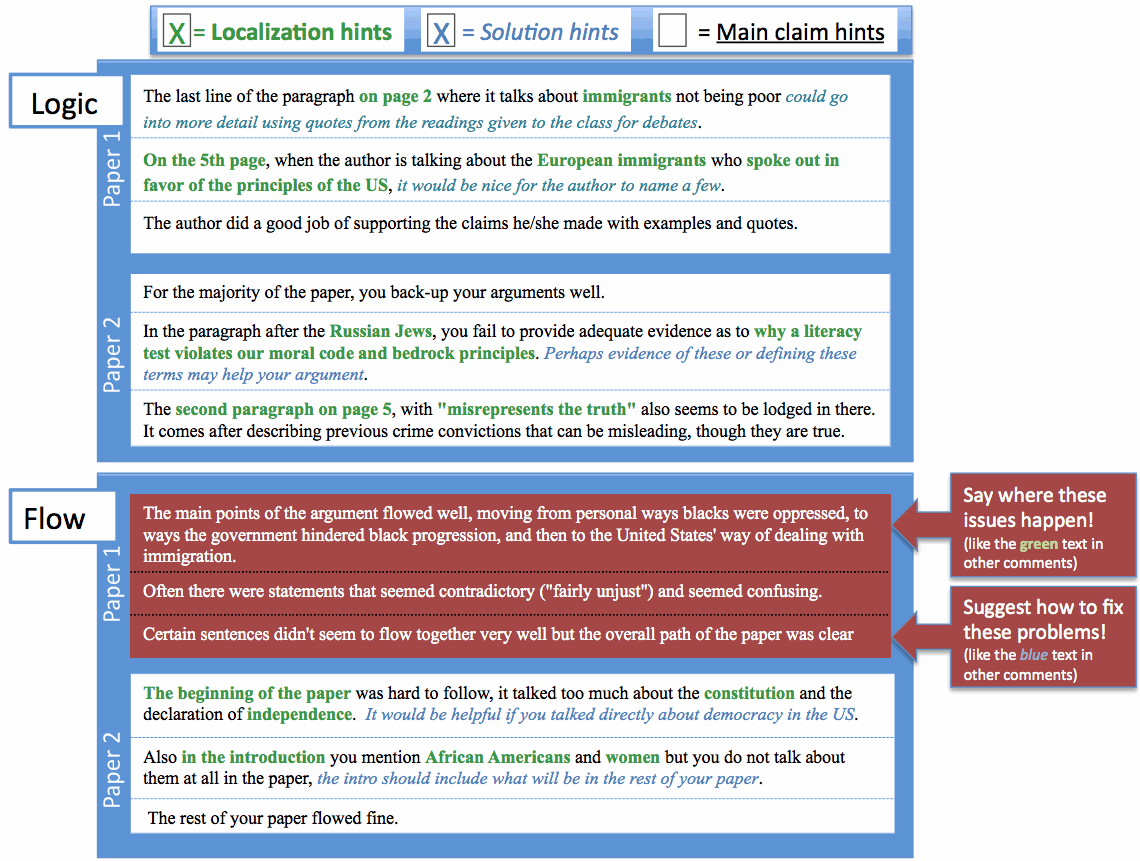 X = Localization hints
X = Solution hints
= Main claim hints
Logic
Paper 1
The last line of the paragraph on page 2 where it talks about immigrants not being poor could go
into more detail using quotes from the readings given to the class for debates.
On the 5th page, when the author is talking about the European immigrants who spoke out in
favor of the principles of the US, it would be nice for the author to name a few.
The author did a good job of supporting the claims he/she made with examples and quotes.
Paper 2
For the majority of the paper, you back-up your arguments well.
In the paragraph after the Russian Jews, you fail to provide adequate evidence as to why a literacy
test violates our moral code and bedrock principles. Perhaps evidence of these or defining these
terms may help your argument.
The second paragraph on page 5, with "misrepresents the truth" also seems to be lodged in there.
It comes after describing previous crime convictions that can be misleading, though they are true.
Flow
Paper 1
The main points of the argument flowed well, moving from personal ways blacks were oppressed, to
ways the government hindered black progression, and then to the United States' way of dealing with
immigration.
Often there were statements that seemed contradictory ("fairly unjust") and seemed confusing.
Certain sentences didn't seem to flow together very well but the overall path of the paper was clear
Say where these
issues happen!
(like the green text in
other comments)
Suggest how to fix
these problems!
(like the blue text in
other comments)
Paper 2
The beginning of the paper was hard to follow, it talked too much about the constitution and the
declaration of independence. It would be helpful if you talked directly about democracy in the US.
Also in the introduction you mention African Americans and women but you do not talk about
them at all in the paper, the intro should include what will be in the rest of your paper.
The rest of your paper flowed fine.